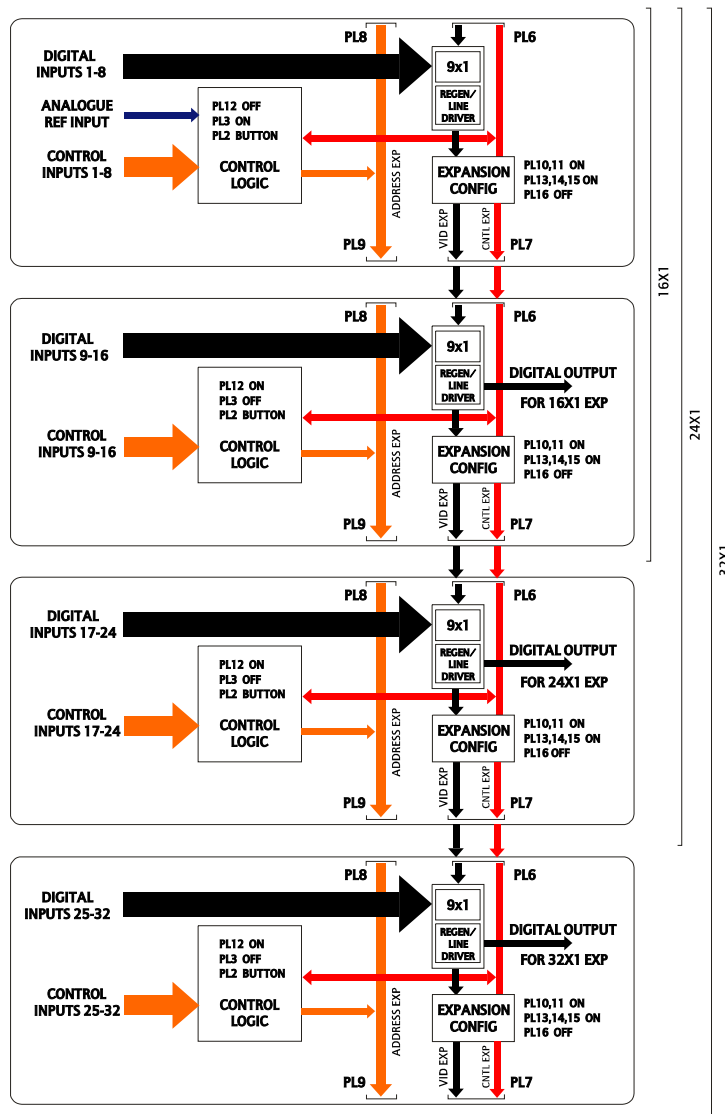 PL8
PL6
DIGITAL
INPUTS 1-8
9x1
REGEN/
LINE
DRIVER
ANALOGUE
REF INPUT
PL12 OFF
PL3 ON
PL2 BUTTON
CONTROL
INPUTS 1-8
CONTROL
LOGIC
ADDRESS EXP
EXPANSION
CONFIG
PL10,11 ON
PL13,14,15 ON
PL16 OFF
VID EXP
CNTL EXP
PL9
PL7
16X1
PL8
PL6
DIGITAL
INPUTS 9-16
9x1
REGEN/
LINE
DRIVER
DIGITAL OUTPUT
FOR 16X1 EXP
PL12 ON
PL3 OFF
PL2 BUTTON
CONTROL
INPUTS 9-16
CONTROL
LOGIC
ADDRESS EXP
EXPANSION
CONFIG
PL10,11 ON
PL13,14,15 ON
PL16 OFF
VID EXP
CNTL EXP
PL9
PL7
24X1
32X1
PL8
PL6
DIGITAL
INPUTS 17-24
9x1
REGEN/
LINE
DRIVER
DIGITAL OUTPUT
FOR 24X1 EXP
PL12 ON
PL3 OFF
PL2 BUTTON
CONTROL
INPUTS 17-24
CONTROL
LOGIC
ADDRESS EXP
EXPANSION
CONFIG
PL10,11 ON
PL13,14,15 ON
PL16 OFF
VID EXP
CNTL EXP
PL9
PL7
PL8
PL6
DIGITAL
INPUTS 25-32
9x1
REGEN/
LINE
DRIVER
DIGITAL OUTPUT
FOR 32X1 EXP
PL12 ON
PL3 OFF
PL2 BUTTON
CONTROL
INPUTS 25-32
CONTROL
LOGIC
ADDRESS EXP
EXPANSION
CONFIG
PL10,11 ON
PL13,14,15 ON
PL16 OFF
VID EXP
CNTL EXP
PL9
PL7